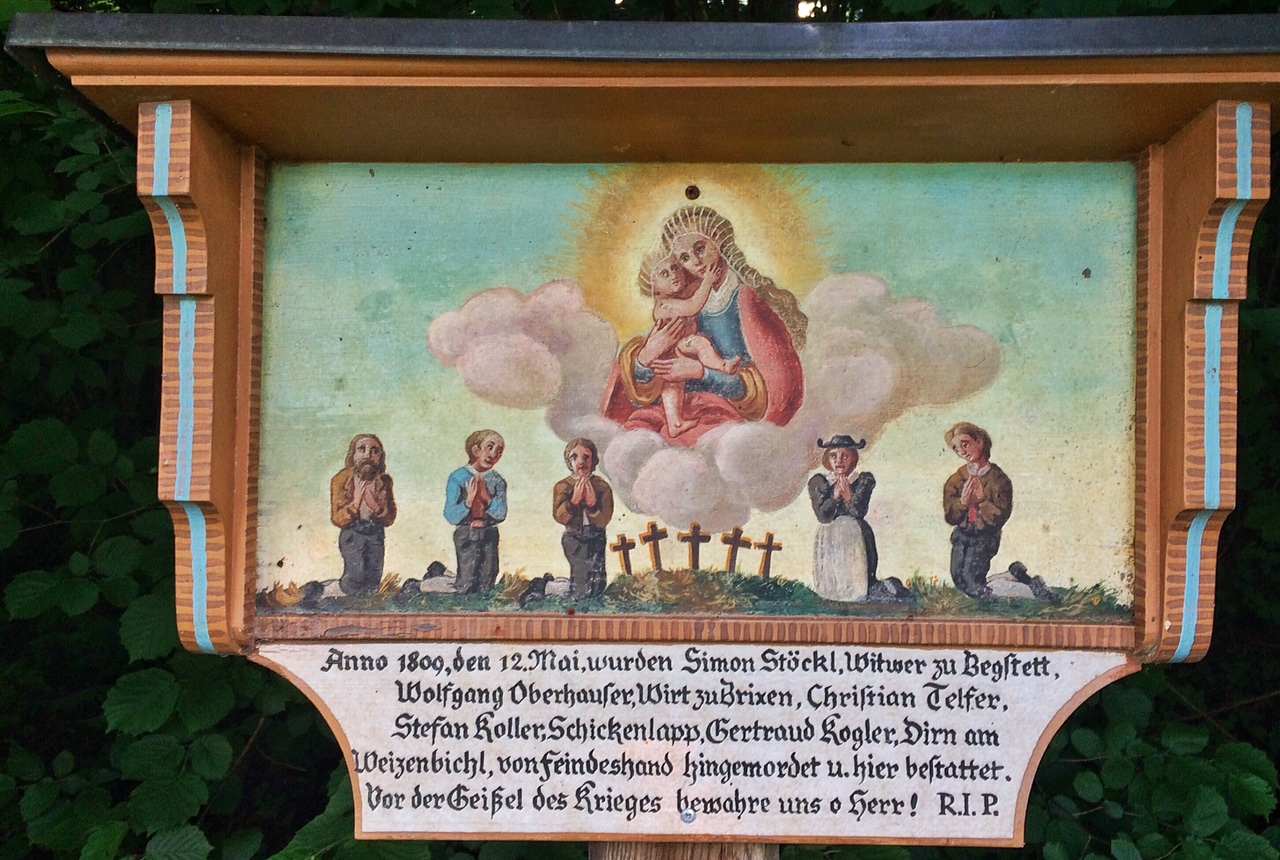 Anno 1809, den 12. Mai, wurden Simon Stöckl, Witwer zu Begſtett,
Wolfgang Oberhauſer, Wirt zu Brixen, Chriſtian Telfer,
Stefan Koller, Schickenlapp, Gertraud Kogler, Dirn am
Weizenbichl, von Feindeshand hingemordet u. hier beſtattet.
Vor der Geißel des Krieges bewahre uns o Herr! R.I.P.